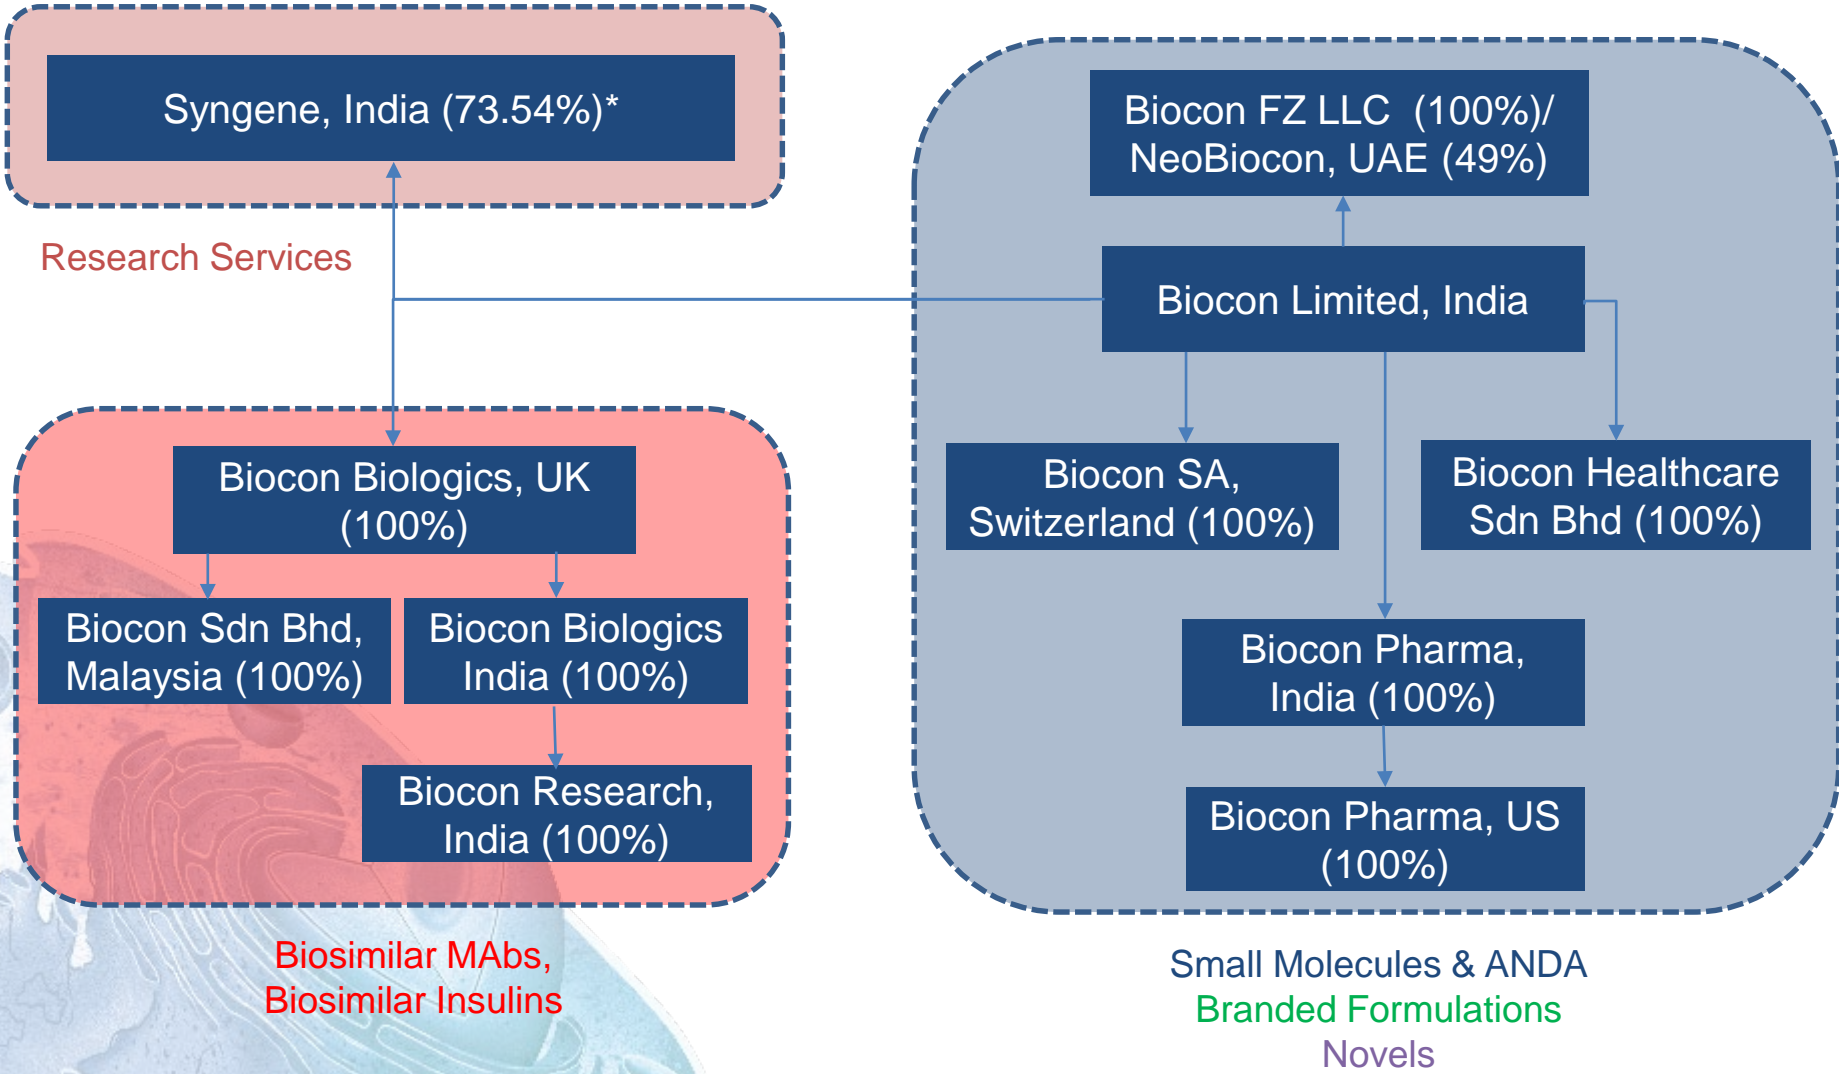 Syngene, India (73.54%)*
Research Services
Biocon FZ LLC  (100%)/
NeoBiocon, UAE (49%)
Biocon Limited, India
Biocon Biologics, UK
(100%)
Biocon Sdn Bhd,
Malaysia (100%)
Biocon Biologics
India (100%)
Biocon Research,
India (100%)
Biosimilar MAbs,
Biosimilar Insulins
Biocon SA,
Switzerland (100%)
Biocon Healthcare
Sdn Bhd (100%)
Biocon Pharma,
India (100%)
Biocon Pharma, US
(100%)
Small Molecules & ANDA
Branded Formulations
Novels